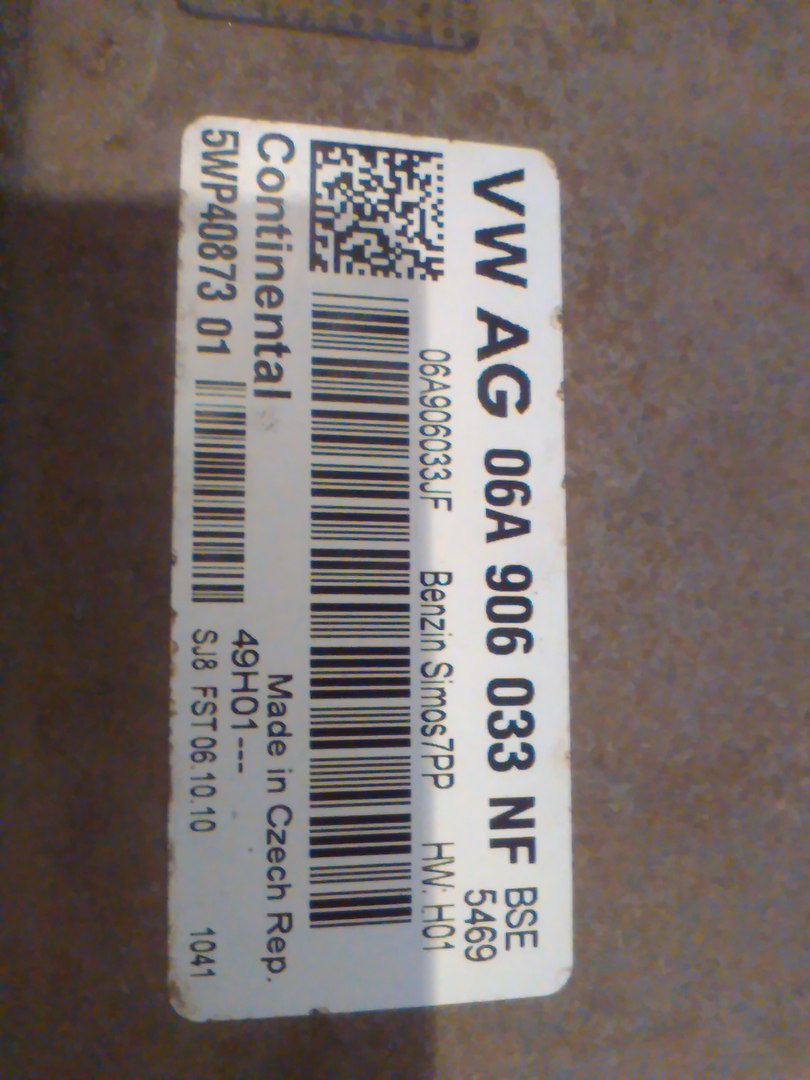 VW AG 06A 906 033 NF BSE 5469
06A906033JF Benzin Simos7PP HW: H01
Continental Made in Czech Rep.
49H01---
5WP40873 01 SJ8 FST06.10.10 1041